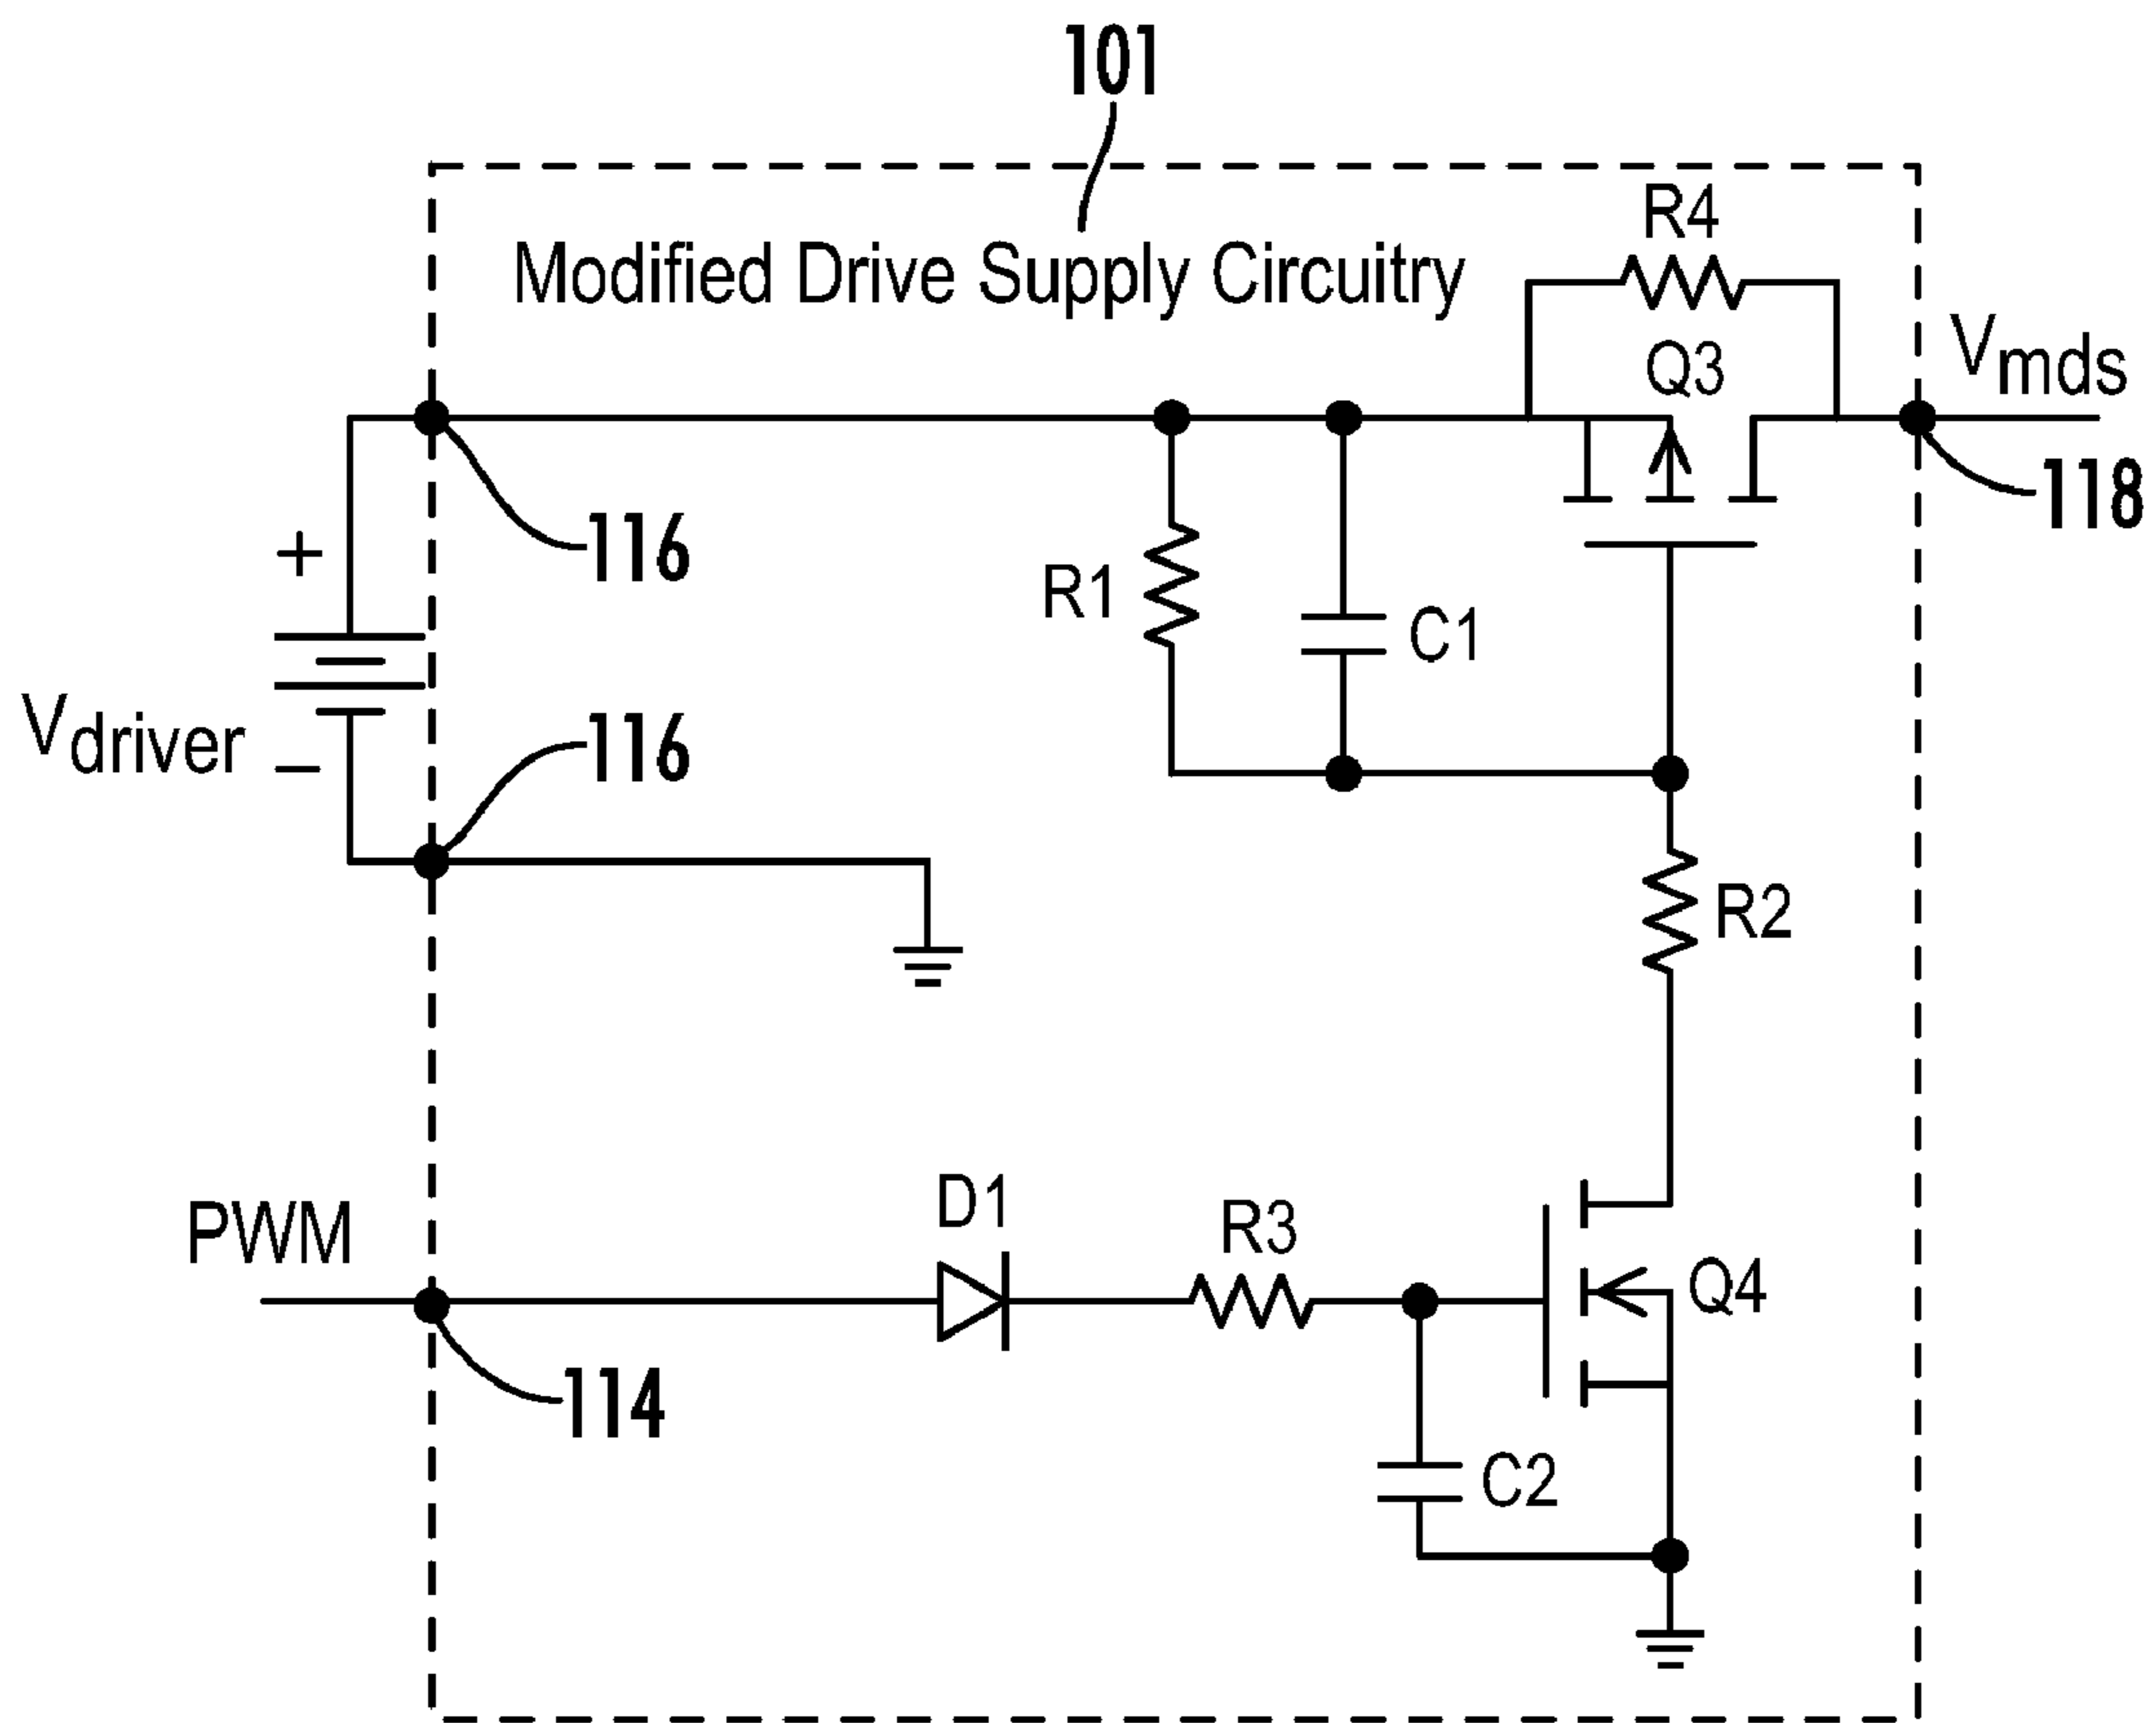 101
Modified Drive Supply Circuitry
R4
Q3
Vmds
118
116
R1
C1
+
Vdriver
−
116
R2
PWM
D1
R3
Q4
114
C2